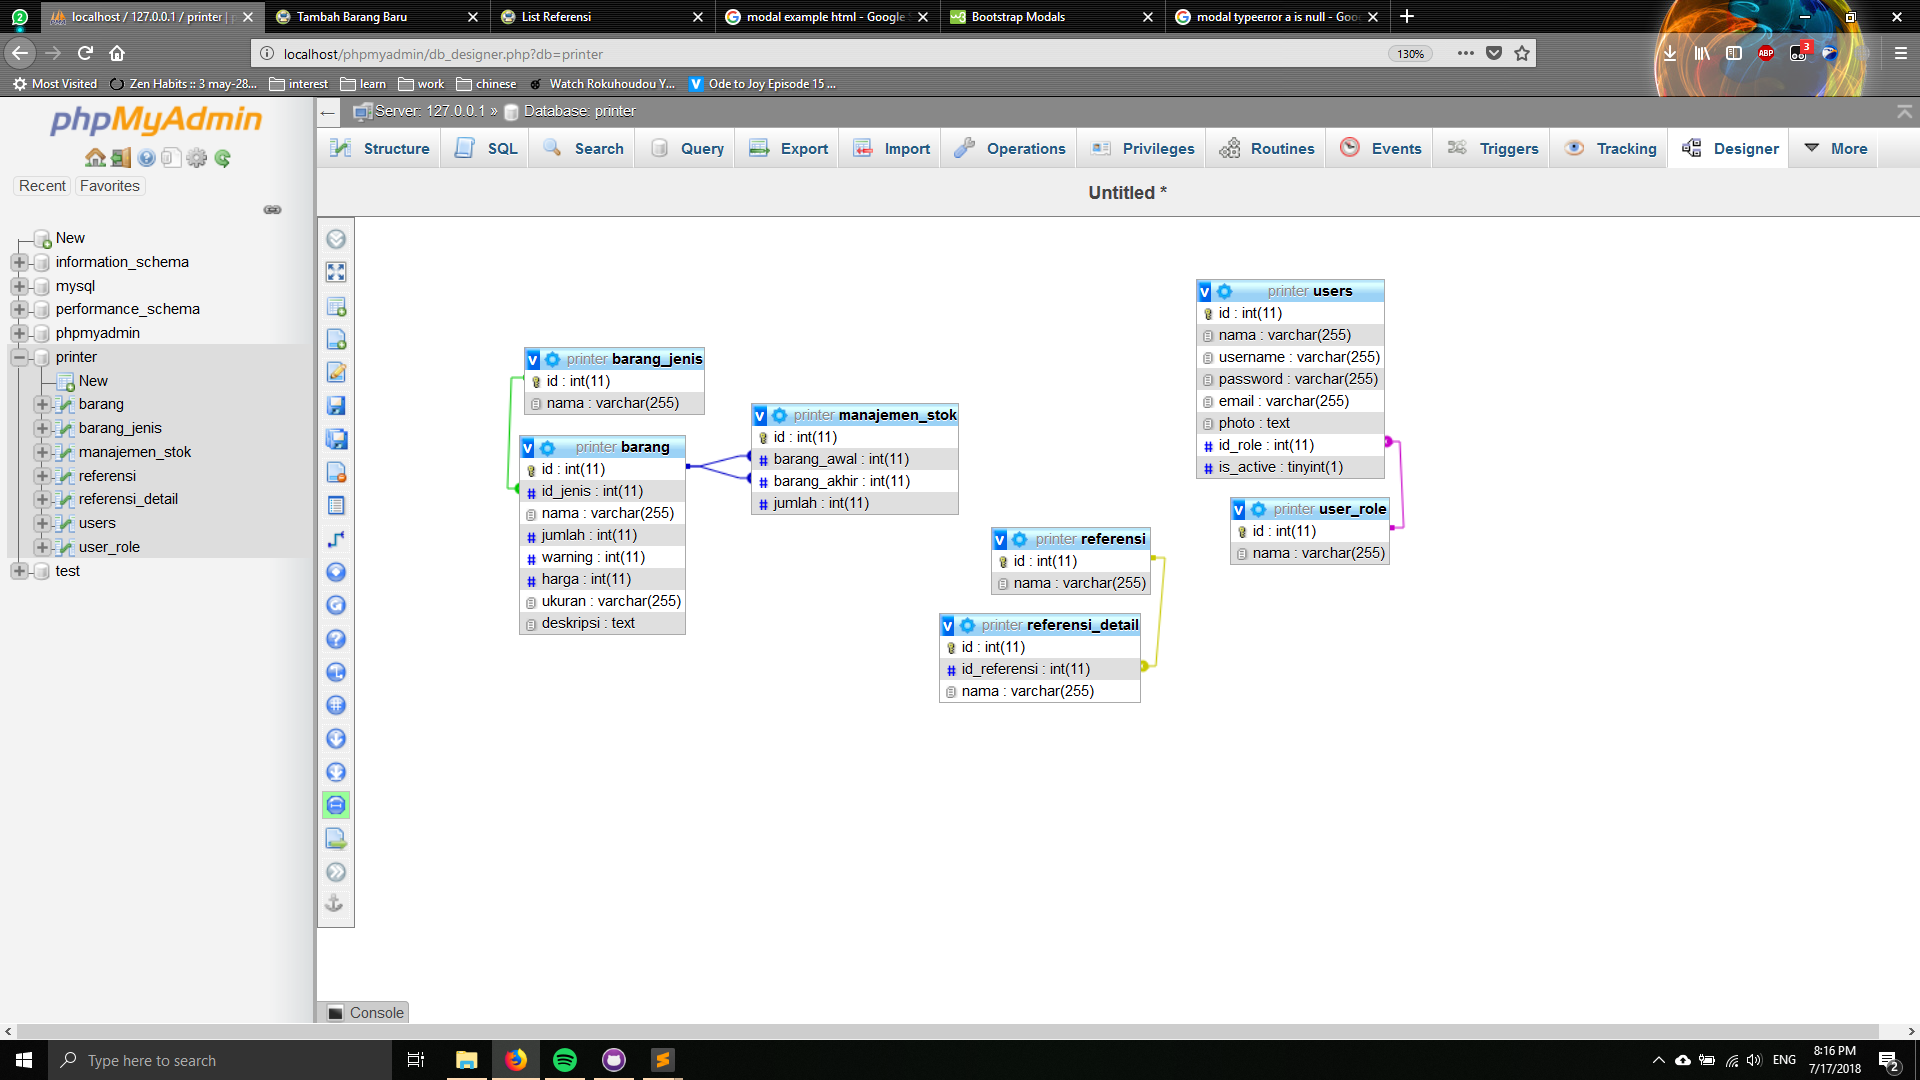 2
localhost / 127.0.0.1 / printer | p
Tambah Barang Baru
List Referensi
modal example html - Google S
Bootstrap Modals
modal typeerror a is null - Goo
localhost/phpmyadmin/db_designer.php?db=printer
130%
ABP
3
Most Visited
Zen Habits :: 3 may-28...
interest
learn
work
chinese
Watch Rokuhoudou Y...
Ode to Joy Episode 15 ...
phpMyAdmin
Recent
Favorites
New
information_schema
mysql
performance_schema
phpmyadmin
printer
New
barang
barang_jenis
manajemen_stok
referensi
referensi_detail
users
user_role
test
Server: 127.0.0.1 »
Database: printer
Structure
SQL
Search
Query
Export
Import
Operations
Privileges
Routines
Events
Triggers
Tracking
Designer
More
Untitled *
v printer barang_jenis
id : int(11)
nama : varchar(255)
v printer barang
id : int(11)
# id_jenis : int(11)
nama : varchar(255)
# jumlah : int(11)
# warning : int(11)
# harga : int(11)
ukuran : varchar(255)
deskripsi : text
v printer manajemen_stok
id : int(11)
# barang_awal : int(11)
# barang_akhir : int(11)
# jumlah : int(11)
v printer referensi
id : int(11)
nama : varchar(255)
v printer referensi_detail
id : int(11)
# id_referensi : int(11)
nama : varchar(255)
v printer users
id : int(11)
nama : varchar(255)
username : varchar(255)
password : varchar(255)
email : varchar(255)
photo : text
# id_role : int(11)
# is_active : tinyint(1)
v printer user_role
id : int(11)
nama : varchar(255)
Console
Type here to search
ENG
8:16 PM
7/17/2018
2